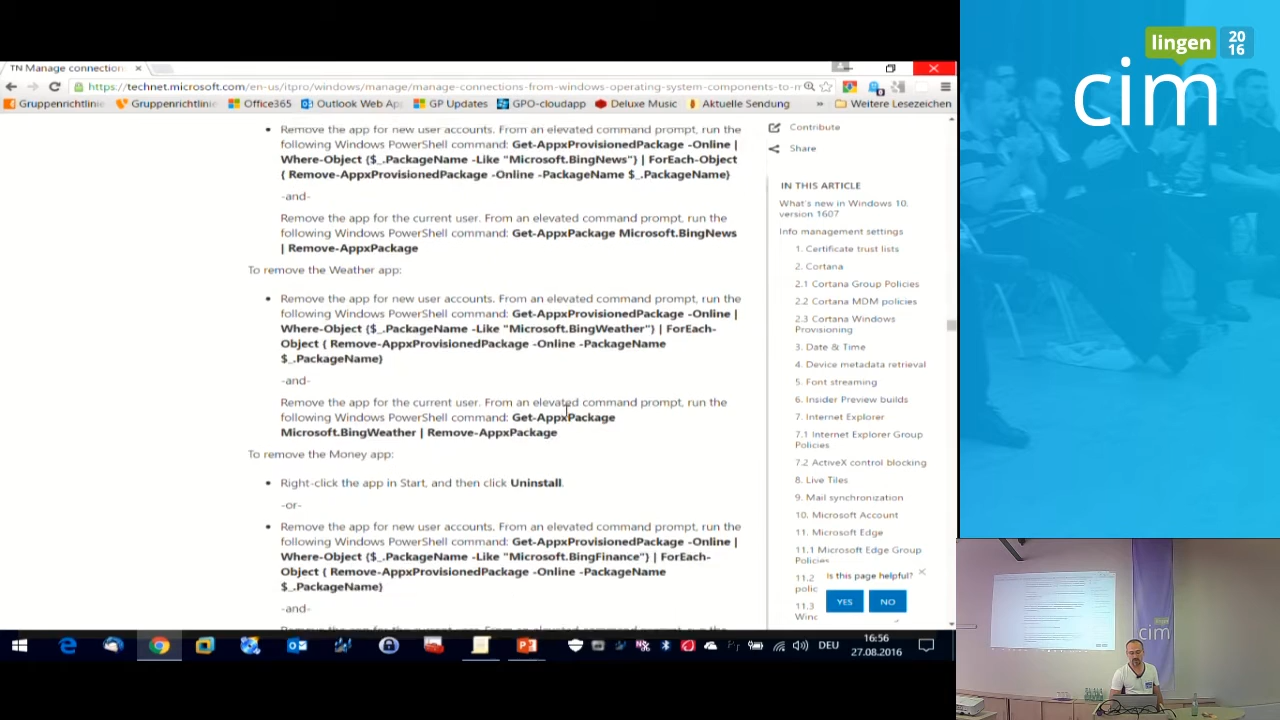 TN Manage connection
https://technet.microsoft.com/en-us/itpro/windows/manage/manage-connections-from-windows-operating-system-components-to-m
Gruppenrichtlinie Gruppenrichtlinie Office365 Outlook Web Ap GP Updates GPO-cloudapp Deluxe Music Aktuelle Sendung » Weitere Lesezeichen
Remove the app for new user accounts. From an elevated command prompt, run the
following Windows PowerShell command: Get-AppxProvisionedPackage -Online |
Where-Object {$_.PackageName -Like "Microsoft.BingNews"} | ForEach-Object
{ Remove-AppxProvisionedPackage -Online -PackageName $_.PackageName}
-and-
Remove the app for the current user. From an elevated command prompt, run the
following Windows PowerShell command: Get-AppxPackage Microsoft.BingNews
| Remove-AppxPackage
To remove the Weather app:
Remove the app for new user accounts. From an elevated command prompt, run the
following Windows PowerShell command: Get-AppxProvisionedPackage -Online |
Where-Object {$_.PackageName -Like "Microsoft.BingWeather"} | ForEach-
Object { Remove-AppxProvisionedPackage -Online -PackageName
$_.PackageName}
-and-
Remove the app for the current user. From an elevated command prompt, run the
following Windows PowerShell command: Get-AppxPackage
Microsoft.BingWeather | Remove-AppxPackage
To remove the Money app:
Right-click the app in Start, and then click Uninstall.
-or-
Remove the app for new user accounts. From an elevated command prompt, run the
following Windows PowerShell command: Get-AppxProvisionedPackage -Online |
Where-Object {$_.PackageName -Like "Microsoft.BingFinance"} | ForEach-
Object { Remove-AppxProvisionedPackage -Online -PackageName
$_.PackageName}
-and-
Contribute
Share
IN THIS ARTICLE
What's new in Windows 10,
version 1607
Info management settings
1. Certificate trust lists
2. Cortana
2.1 Cortana Group Policies
2.2 Cortana MDM policies
2.3 Cortana Windows
Provisioning
3. Date & Time
4. Device metadata retrieval
5. Font streaming
6. Insider Preview builds
7. Internet Explorer
7.1 Internet Explorer Group
Policies
7.2 ActiveX control blocking
8. Live Tiles
9. Mail synchronization
10. Microsoft Account
11. Microsoft Edge
11.1 Microsoft Edge Group
Policies
11.2
polic
11.3
Winc
Is this page helpful?
YES NO
DEU
16:56
27.08.2016
lingen
20
16
cim
cim